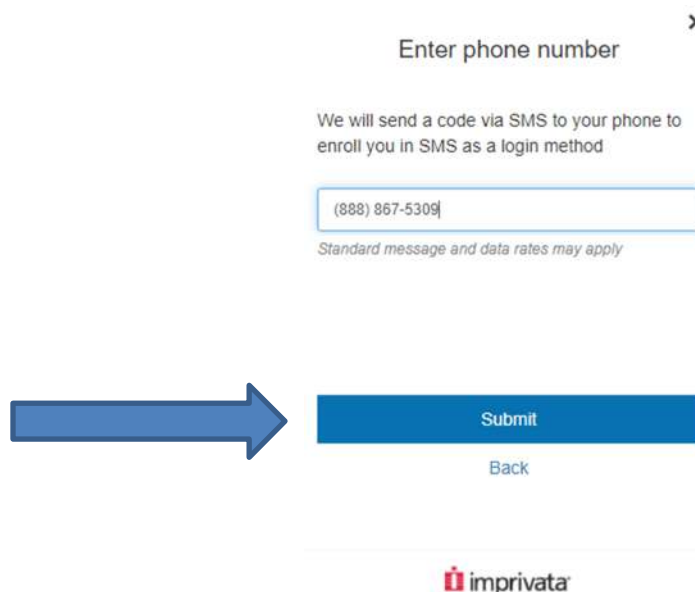 Enter phone number
We will send a code via SMS to your phone to
enroll you in SMS as a login method
(888) 867-5309
Standard message and data rates may apply
Submit
Back
imprivata